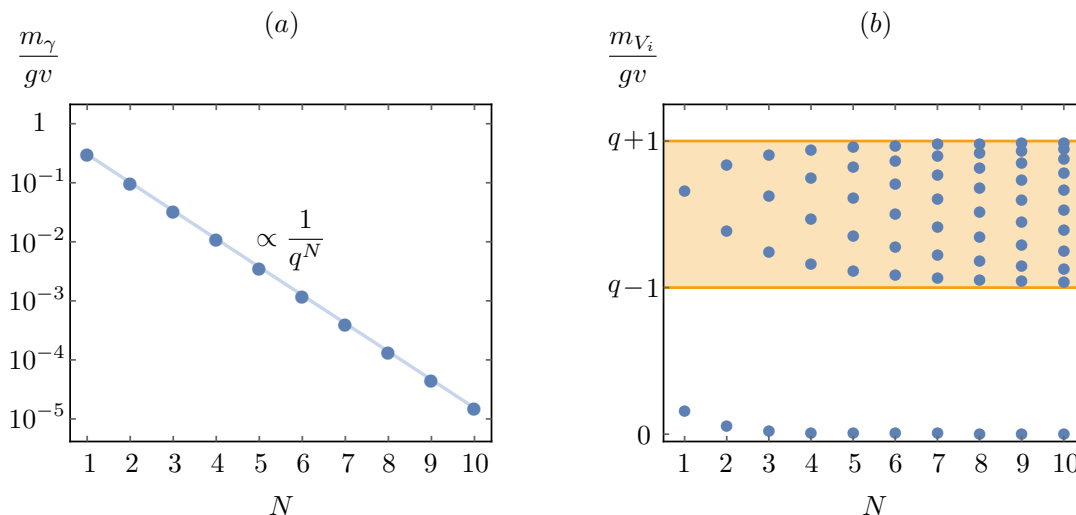 (a)
m_γ / gv
1
10^−1
10^−2
10^−3
10^−4
10^−5
∝ 1/q^N
1 2 3 4 5 6 7 8 9 10
N
(b)
m_{V_i} / gv
q+1
q−1
0
1 2 3 4 5 6 7 8 9 10
N